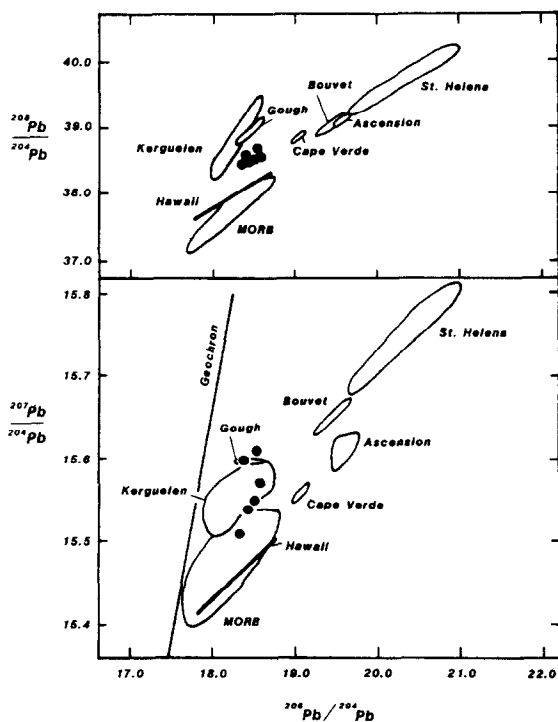 40.0
39.0
38.0
37.0
²⁰⁸Pb
²⁰⁴Pb
St. Helena
Bouvet
Gough
Ascension
Cape Verde
Kerguelen
Hawaii
MORB
15.8
15.7
15.6
15.5
15.4
²⁰⁷Pb
²⁰⁴Pb
Geochron
St. Helena
Bouvet
Gough
Ascension
Kerguelen
Cape Verde
Hawaii
MORB
17.0 18.0 19.0 20.0 21.0 22.0
²⁰⁶Pb/²⁰⁴Pb